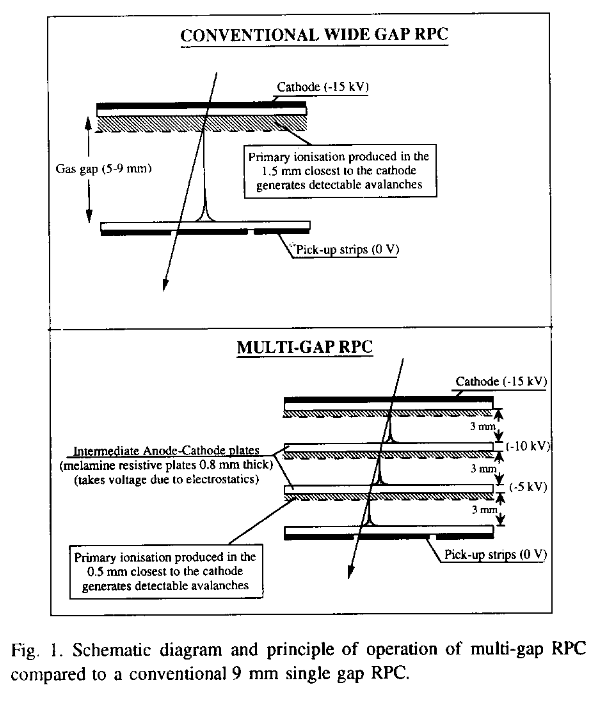 CONVENTIONAL WIDE GAP RPC
Cathode (-15 kV)
Gas gap (5-9 mm)
Primary ionisation produced in the
1.5 mm closest to the cathode
generates detectable avalanches
Pick-up strips (0 V)
MULTI-GAP RPC
Cathode (-15 kV)
3 mm
Intermediate Anode-Cathode plates
(melamine resistive plates 0.8 mm thick)
(takes voltage due to electrostatics)
(-10 kV)
3 mm
(-5 kV)
3 mm
Primary ionisation produced in the
0.5 mm closest to the cathode
generates detectable avalanches
Pick-up strips (0 V)
Fig. 1. Schematic diagram and principle of operation of multi-gap RPC
compared to a conventional 9 mm single gap RPC.